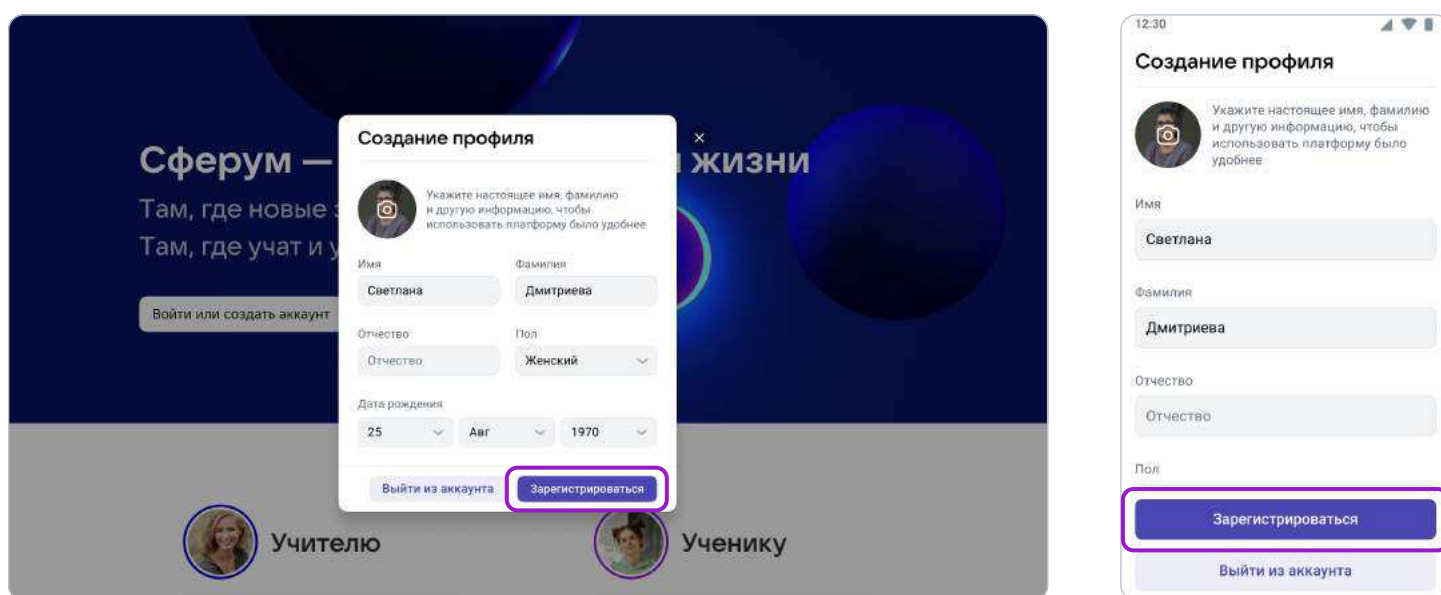 Сферум —
жизни
Там, где новые
Там, где учат и у
Войти или создать аккаунт
Создание профиля
Укажите настоящее имя, фамилию
и другую информацию, чтобы
использовать платформу было удобнее
Имя
Фамилия
Светлана
Дмитриева
Отчество
Пол
Отчество
Женский
Дата рождения
25
Авг
1970
Выйти из аккаунта
Зарегистрироваться
Учителю
Ученику
12:30
Создание профиля
Укажите настоящее имя, фамилию
и другую информацию, чтобы
использовать платформу было
удобнее
Имя
Светлана
Фамилия
Дмитриева
Отчество
Отчество
Пол
Зарегистрироваться
Выйти из аккаунта